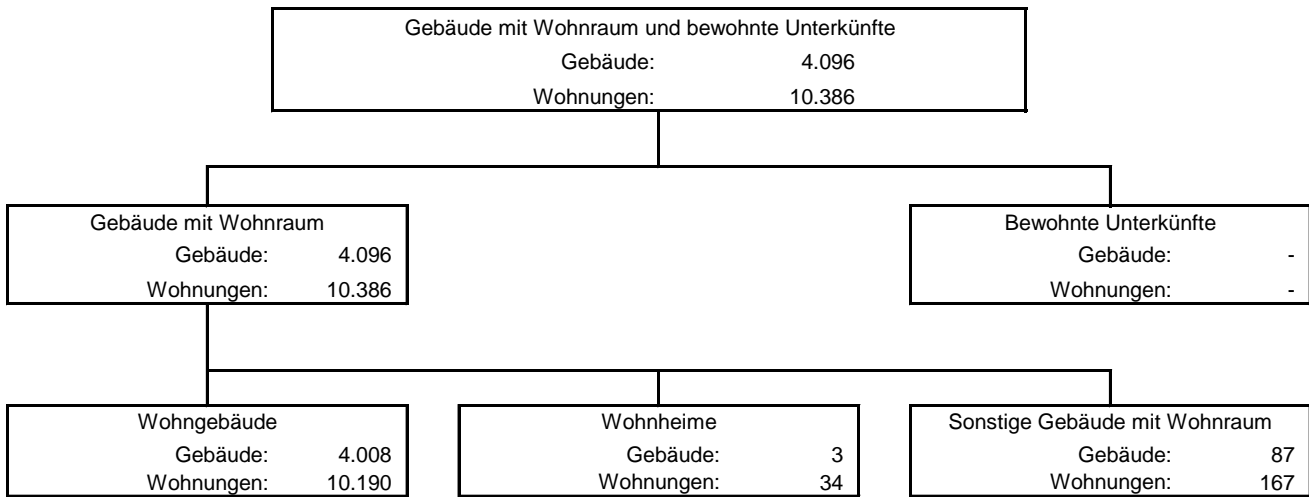 Gebäude mit Wohnraum und bewohnte Unterkünfte
Gebäude: 4.096
Wohnungen: 10.386
Gebäude mit Wohnraum
Gebäude: 4.096
Wohnungen: 10.386
Bewohnte Unterkünfte
Gebäude: -
Wohnungen: -
Wohngebäude
Gebäude: 4.008
Wohnungen: 10.190
Wohnheime
Gebäude: 3
Wohnungen: 34
Sonstige Gebäude mit Wohnraum
Gebäude: 87
Wohnungen: 167